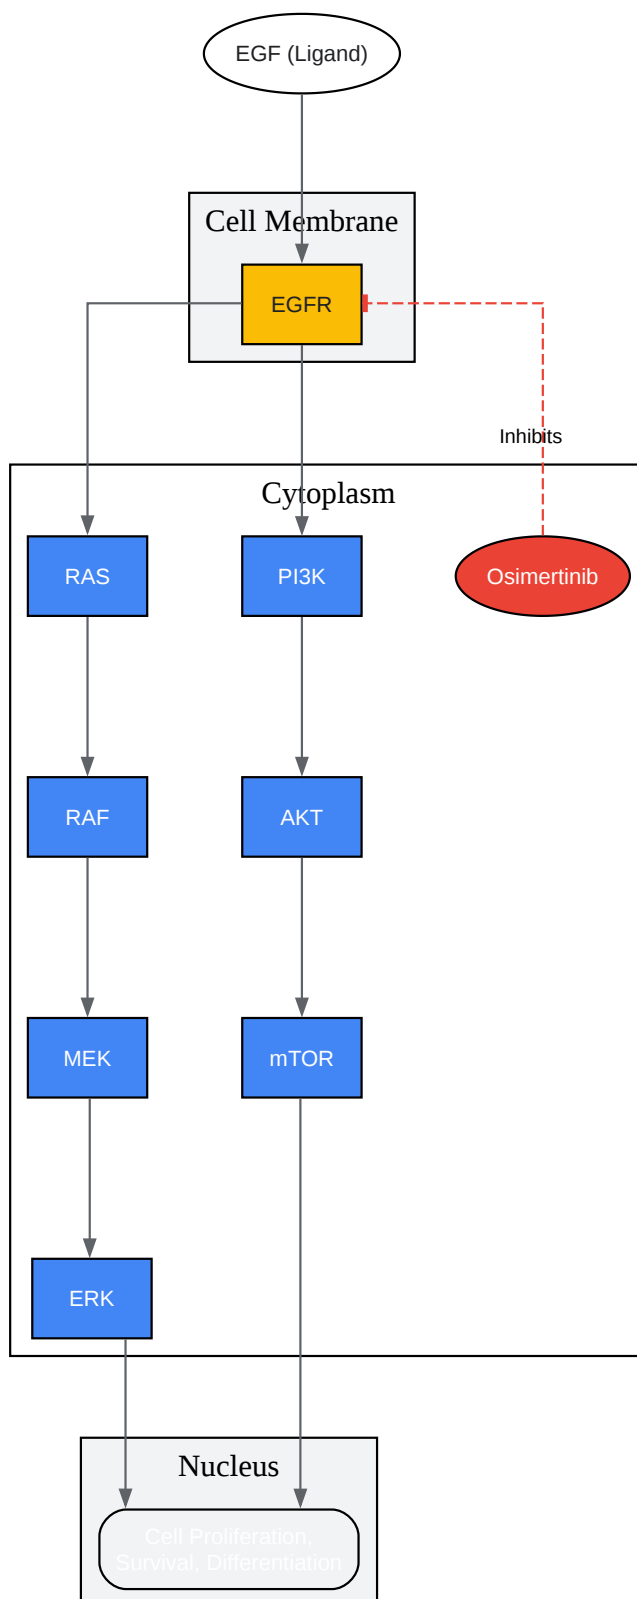 EGF (Ligand)
Cell Membrane
EGFR
Inhibits
Cytoplasm
RAS
PI3K
Osimertinib
RAF
AKT
MEK
mTOR
ERK
Nucleus
Cell Proliferation,
Survival, Differentiation